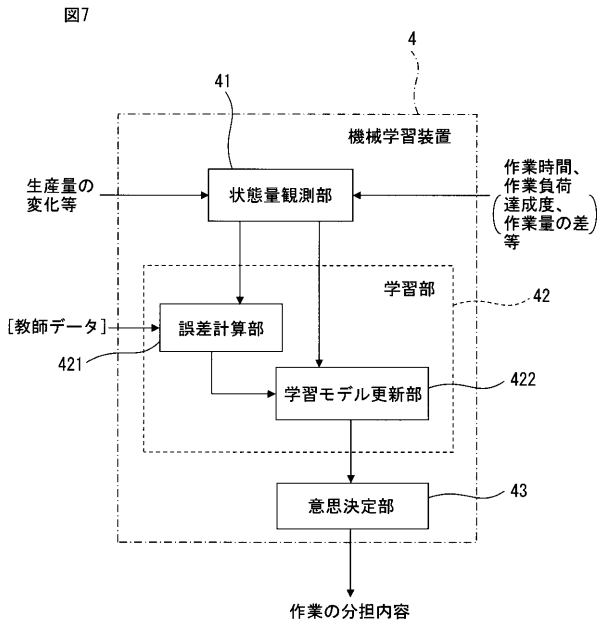 図7
4
41
機械学習装置
生産量の
変化等
状態量観測部
作業時間、
作業負荷
達成度、
作業量の差
等
学習部
42
[教師データ]
誤差計算部
421
学習モデル更新部
422
意思決定部
43
作業の分担内容